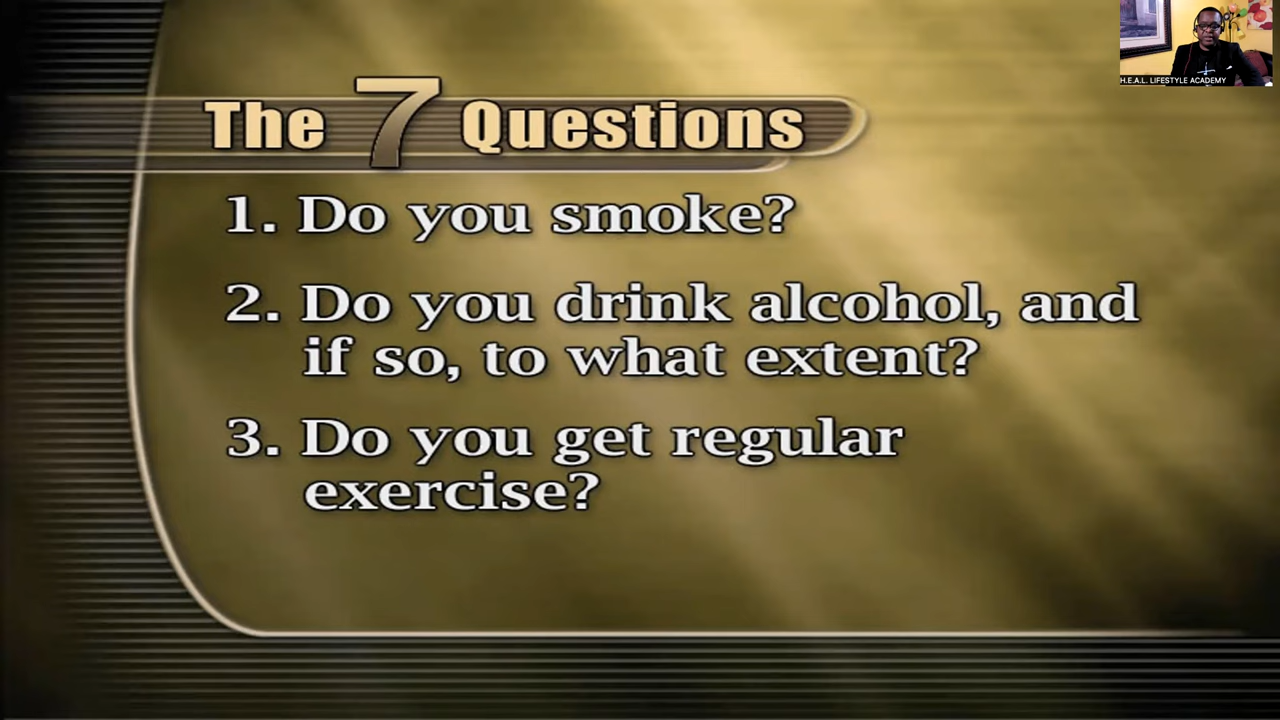 The 7 Questions
1. Do you smoke?
2. Do you drink alcohol, and
if so, to what extent?
3. Do you get regular
exercise?
H.E.A.L. LIFESTYLE ACADEMY